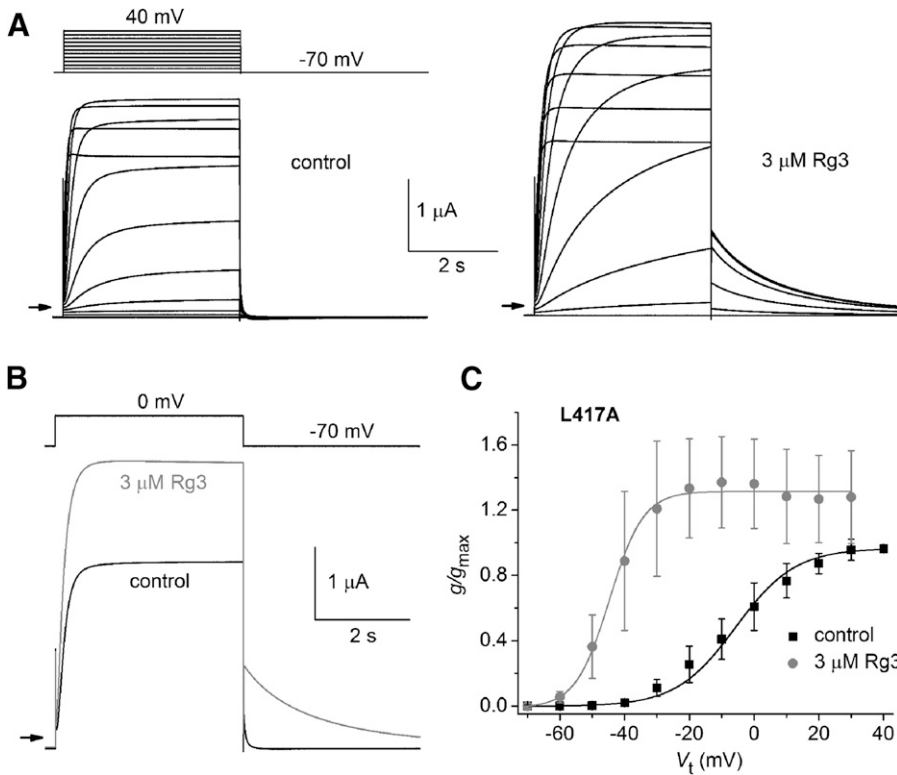 A
40 mV
-70 mV
control
1 μA
2 s
3 μM Rg3
B
0 mV
-70 mV
3 μM Rg3
control
1 μA
2 s
C
L417A
g/gmax
1.6
1.2
0.8
0.4
0.0
control
3 μM Rg3
-60 -40 -20 0 20 40
Vt (mV)